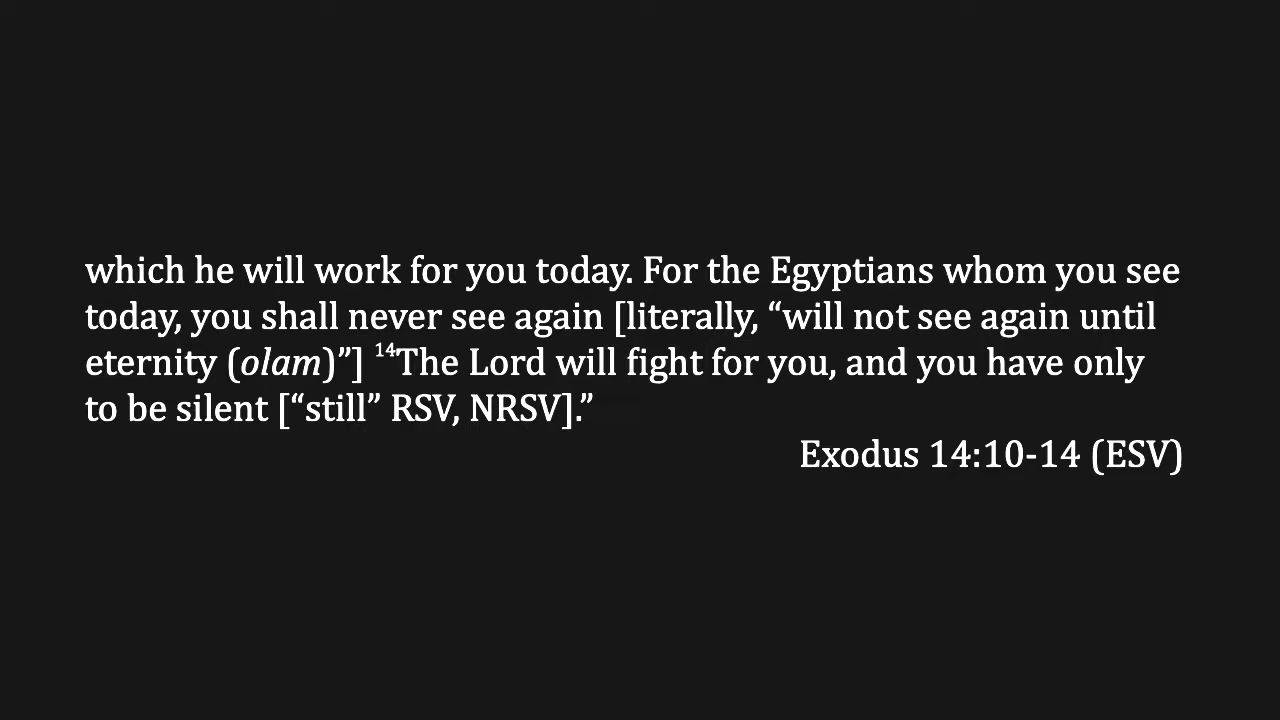 which he will work for you today. For the Egyptians whom you see
today, you shall never see again [literally, “will not see again until
eternity (olam)”] ¹⁴The Lord will fight for you, and you have only
to be silent [“still” RSV, NRSV].”
Exodus 14:10-14 (ESV)